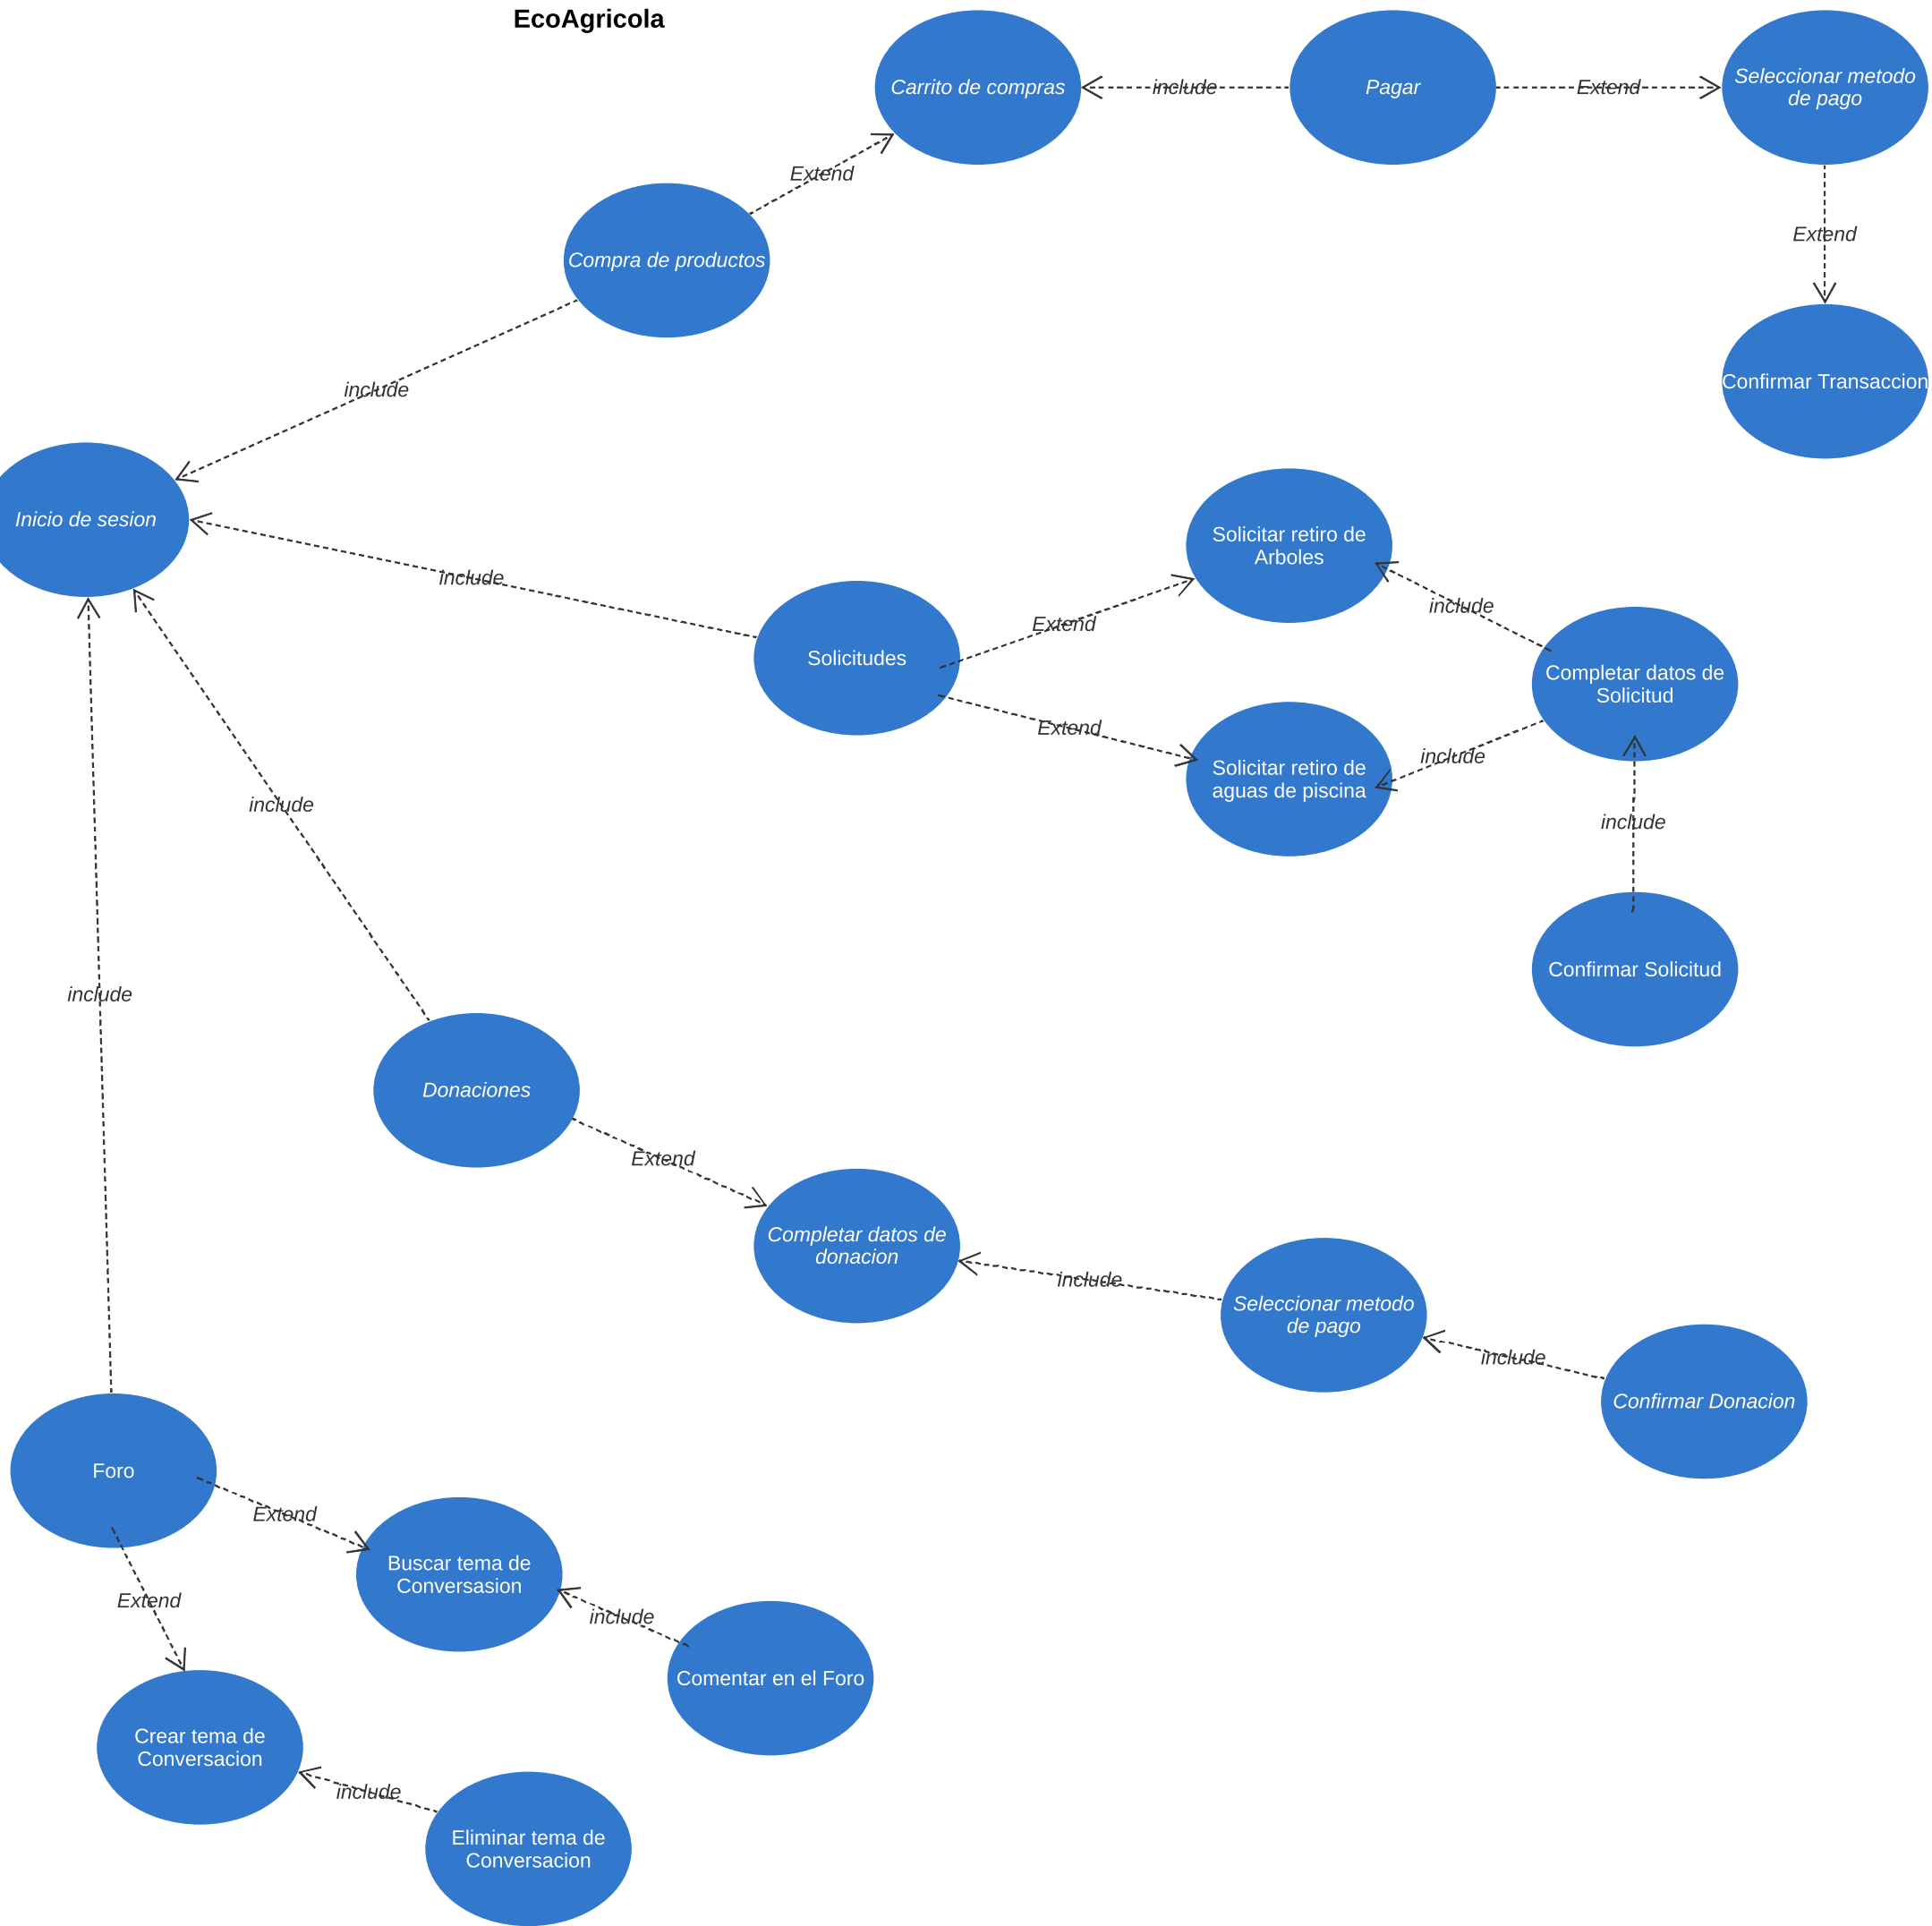 EcoAgricola
Carrito de compras
include
Pagar
Extend
Seleccionar metodo
de pago
Extend
Compra de productos
Extend
Confirmar Transaccion
include
Inicio de sesion
include
Solicitudes
Extend
Extend
Solicitar retiro de
Arboles
include
Completar datos de
Solicitud
Solicitar retiro de
aguas de piscina
include
include
Confirmar Solicitud
include
include
Donaciones
Extend
Completar datos de
donacion
include
Seleccionar metodo
de pago
include
Confirmar Donacion
Foro
Extend
Buscar tema de
Conversasion
include
Comentar en el Foro
Extend
Crear tema de
Conversacion
include
Eliminar tema de
Conversacion